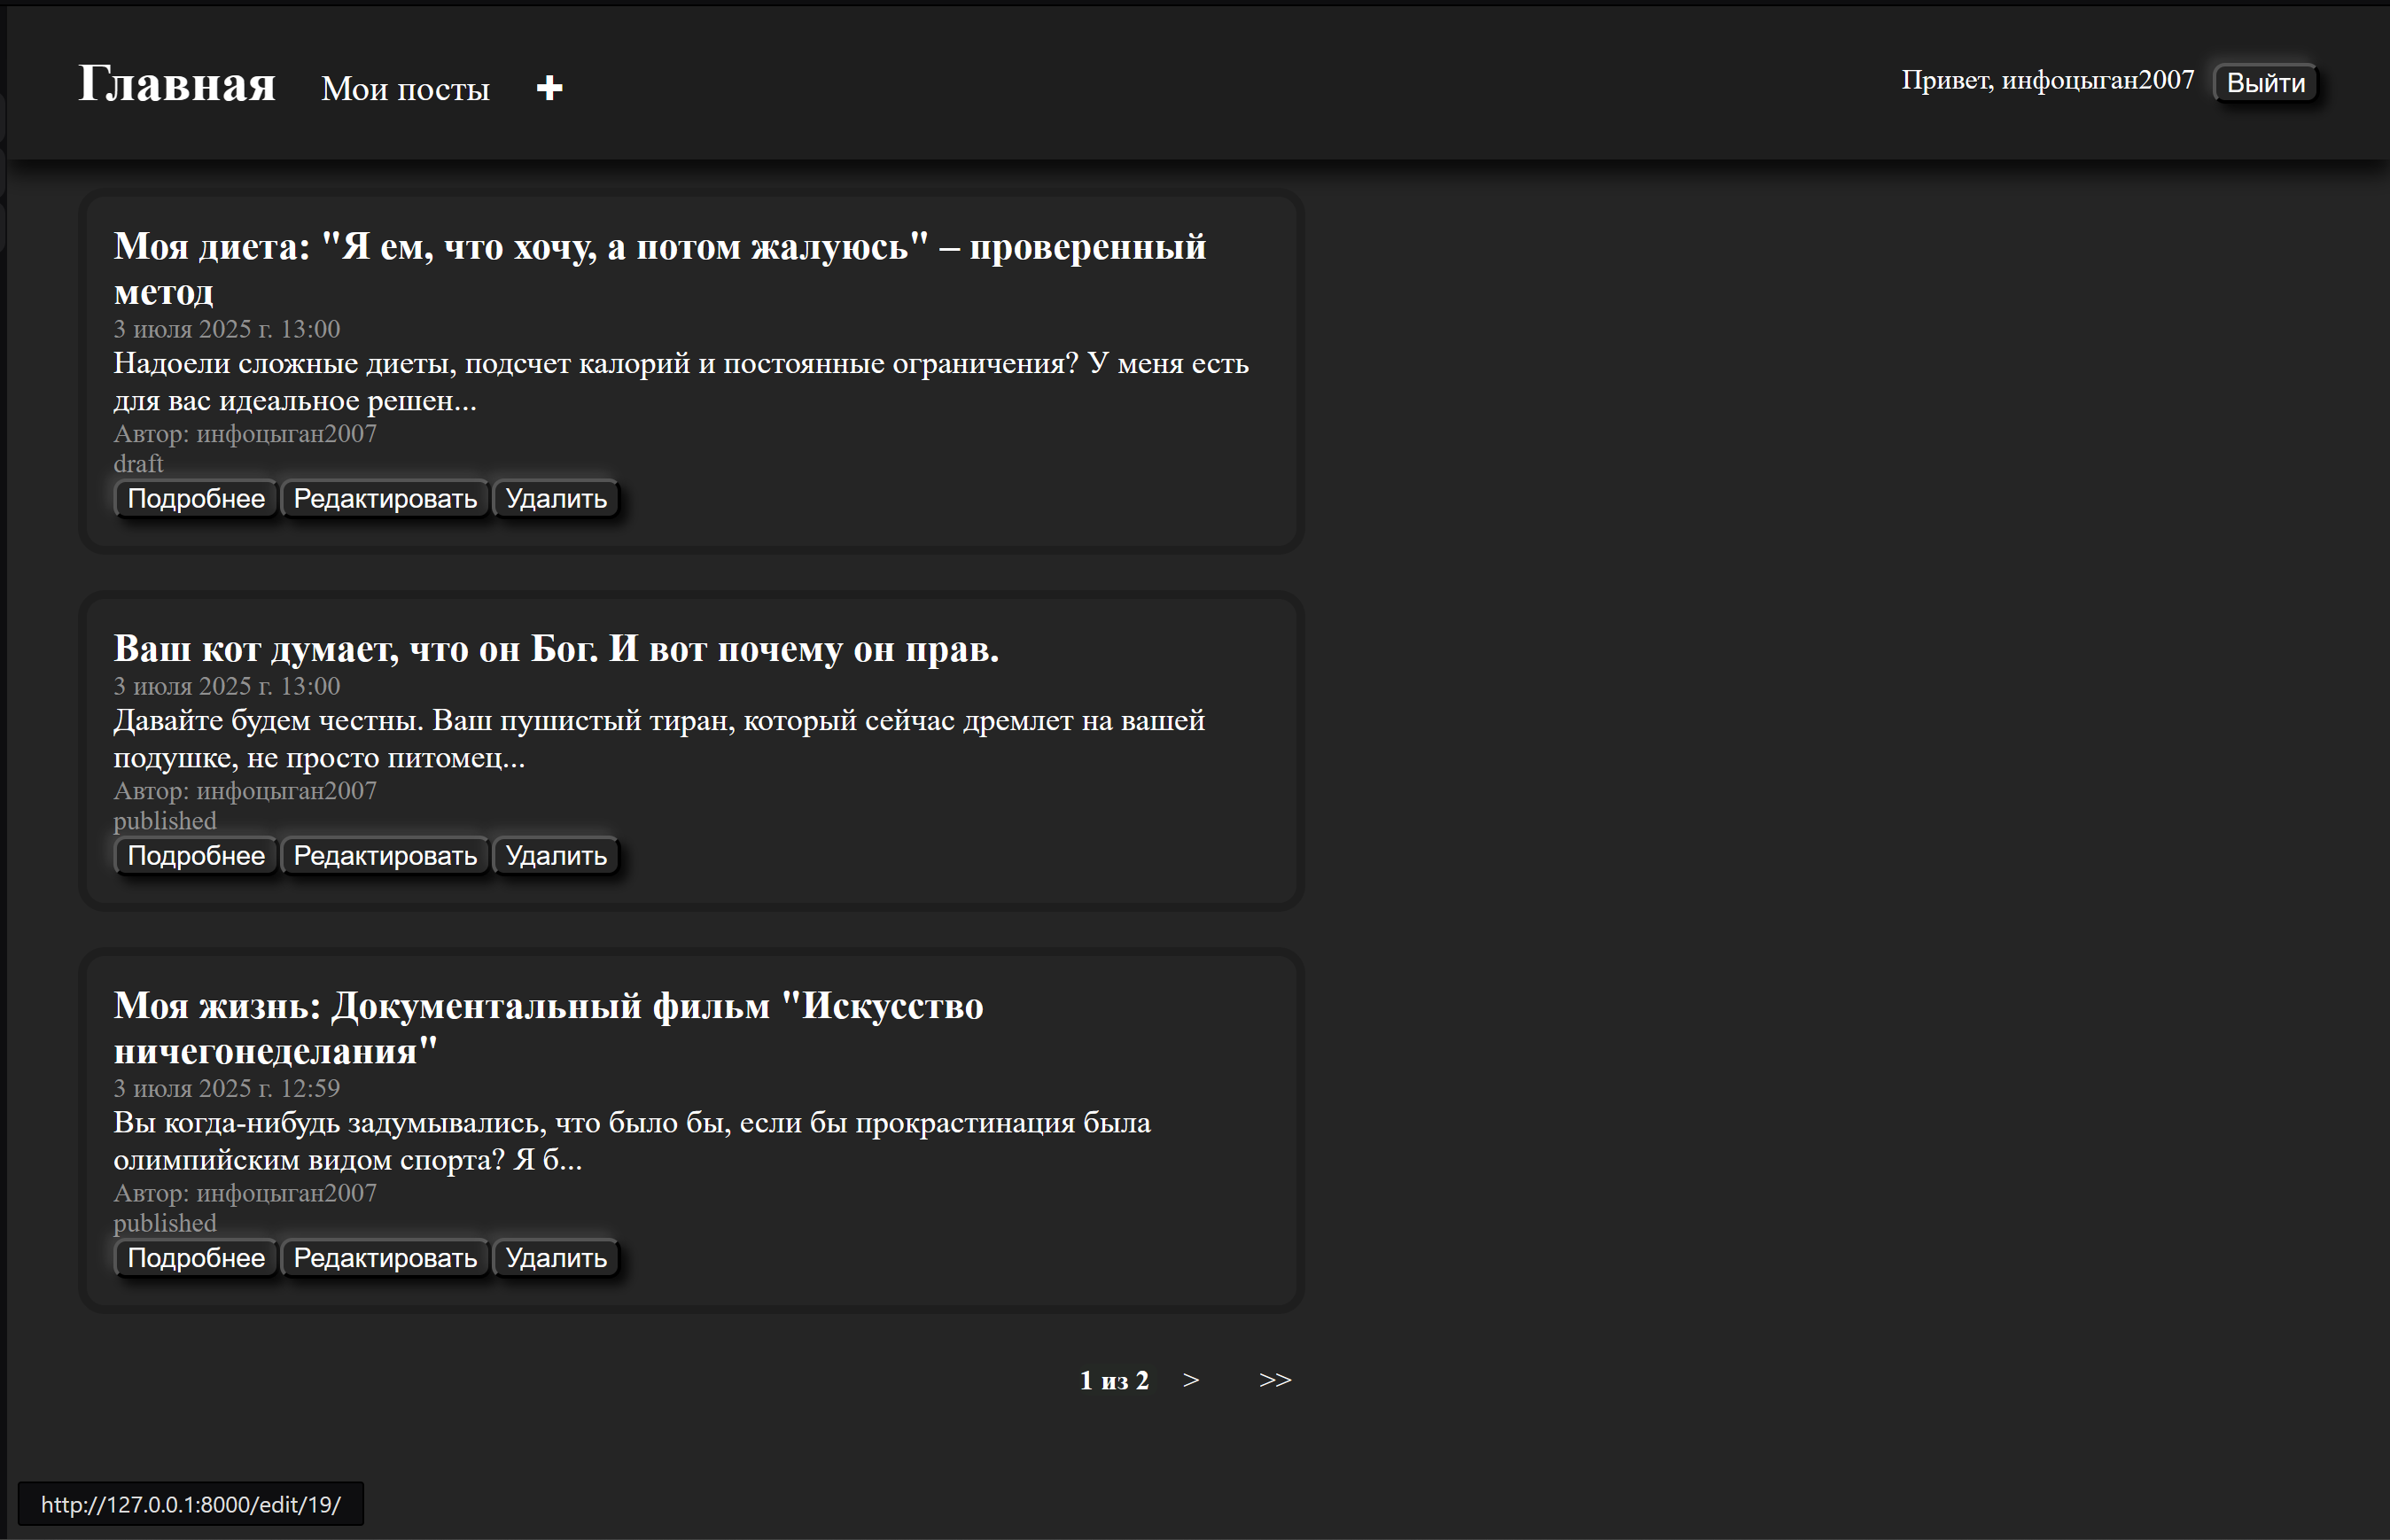 Главная Мои посты + Привет, инфоцыган2007 Выйти
Моя диета: "Я ем, что хочу, а потом жалуюсь" – проверенный
метод
3 июля 2025 г. 13:00
Надоели сложные диеты, подсчет калорий и постоянные ограничения? У меня есть
для вас идеальное решен...
Автор: инфоцыган2007
draft
Подробнее Редактировать Удалить
Ваш кот думает, что он Бог. И вот почему он прав.
3 июля 2025 г. 13:00
Давайте будем честны. Ваш пушистый тиран, который сейчас дремлет на вашей
подушке, не просто питомец...
Автор: инфоцыган2007
published
Подробнее Редактировать Удалить
Моя жизнь: Документальный фильм "Искусство
ничегонеделания"
3 июля 2025 г. 12:59
Вы когда-нибудь задумывались, что было бы, если бы прокрастинация была
олимпийским видом спорта? Я б...
Автор: инфоцыган2007
published
Подробнее Редактировать Удалить
1 из 2 > >>
http://127.0.0.1:8000/edit/19/